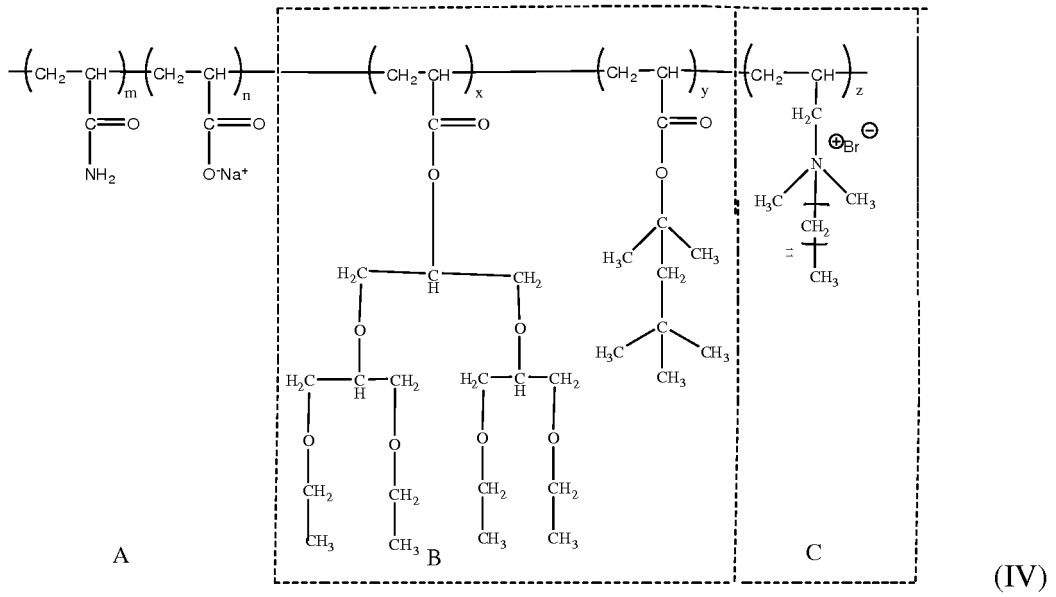 CH₂ CH m CH₂ CH n CH₂ CH x CH₂ CH y CH₂ CH z
C O C O C O C O H₂C
NH₂ O⁻Na⁺ O O N ⊕ Br ⊖
H₃C CH₃
C CH₂
H₃C CH₃
H₂C C H CH₂ CH₂ CH₃
O O C
H₃C CH₃
H₂C C H CH₂ H₂C C H CH₂ CH₃
O O O O
CH₂ CH₂ CH₂ CH₂
CH₃ CH₃ CH₃ CH₃
A B C
(IV)